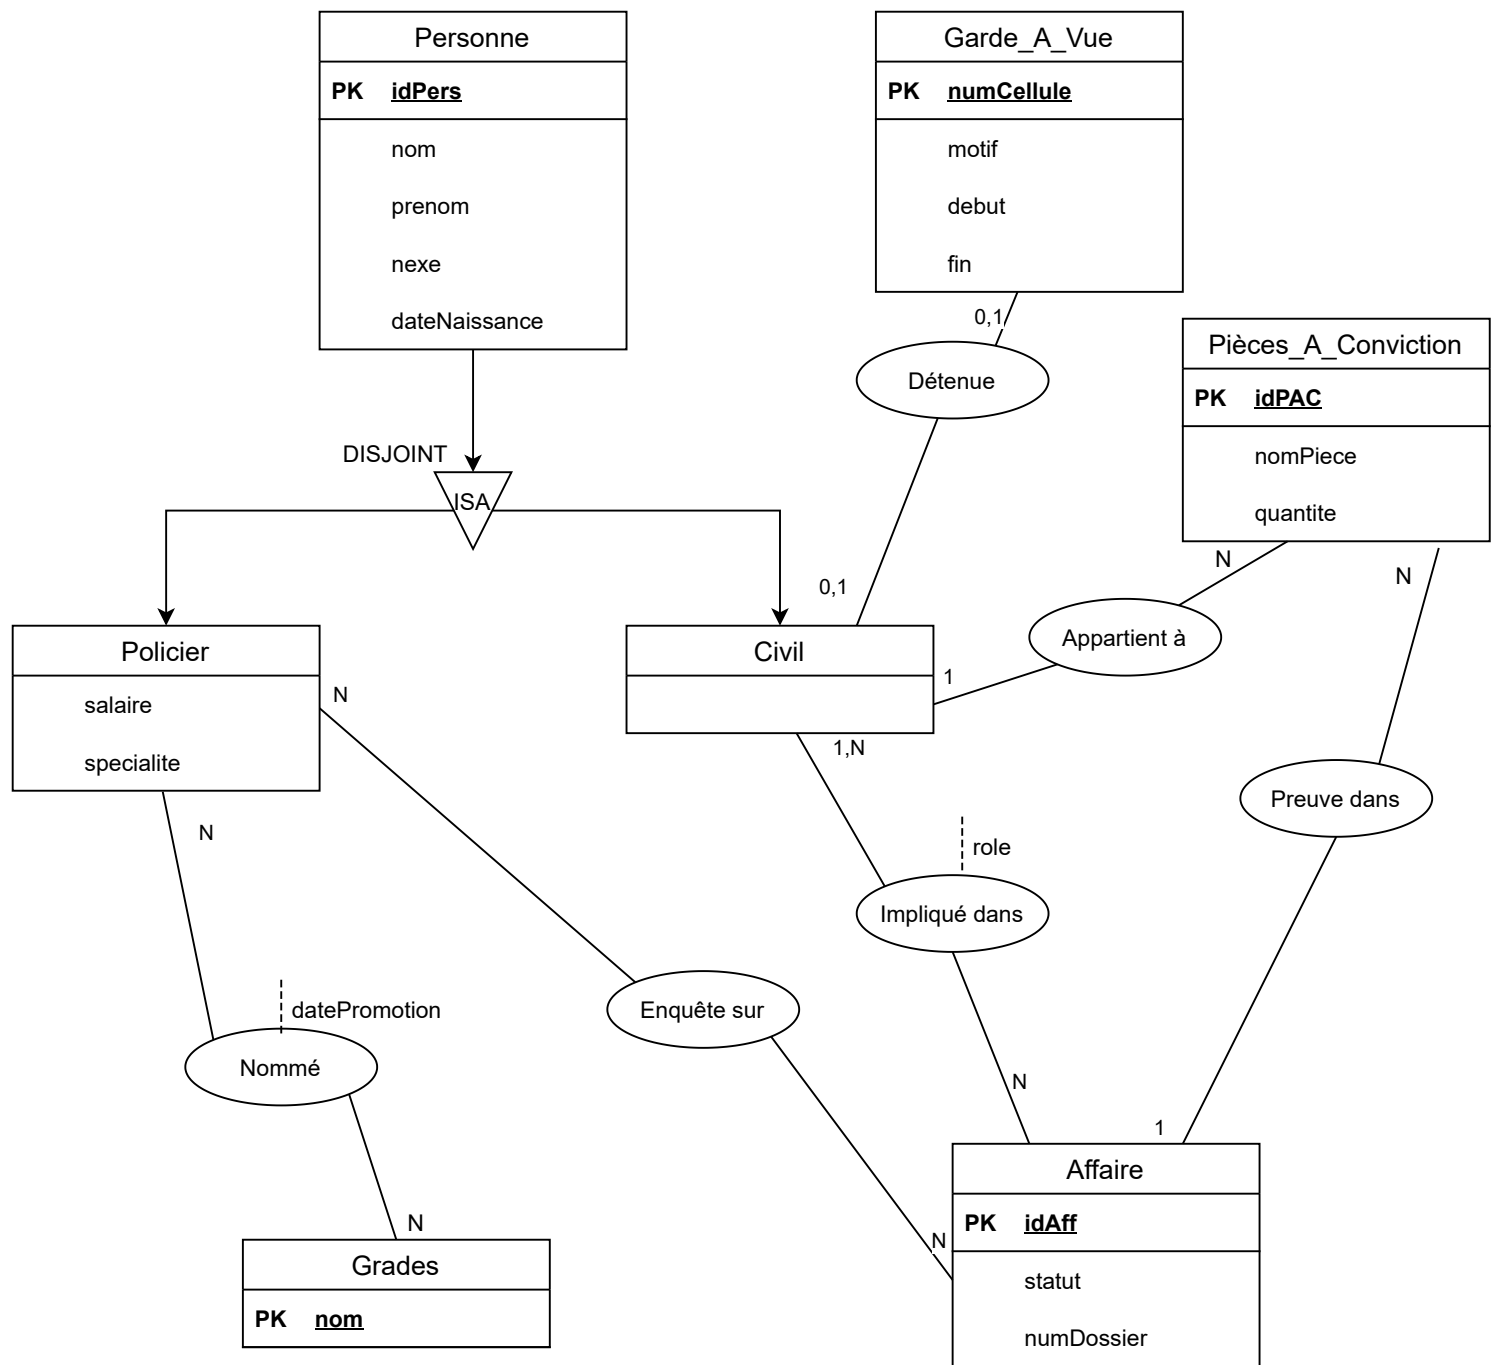 Personne
PK idPers
nom
prenom
nexe
dateNaissance
Garde_A_Vue
PK numCellule
motif
debut
fin
0,1
Détenue
0,1
Pièces_A_Conviction
PK idPAC
nomPiece
quantite
N
N
DISJOINT
ISA
Appartient à
1
Policier
salaire
specialite
N
N
Civil
1,N
Preuve dans
role
Impliqué dans
datePromotion
Nommé
Enquête sur
N
1
N
N
Grades
PK nom
Affaire
PK idAff
statut
numDossier